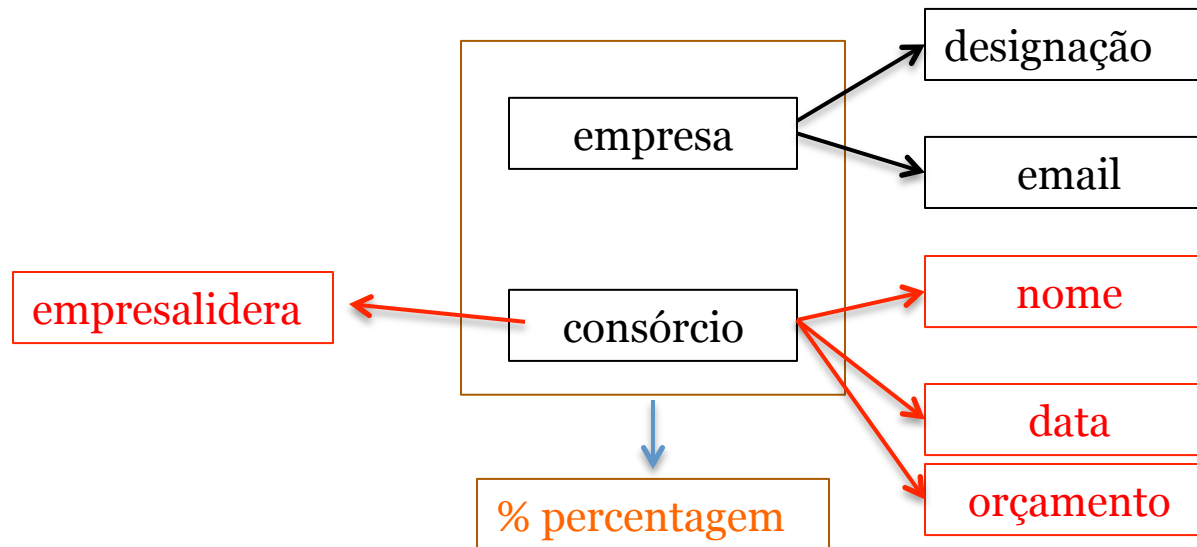 designação
empresa
email
nome
empresalidera
consórcio
data
% percentagem
orçamento